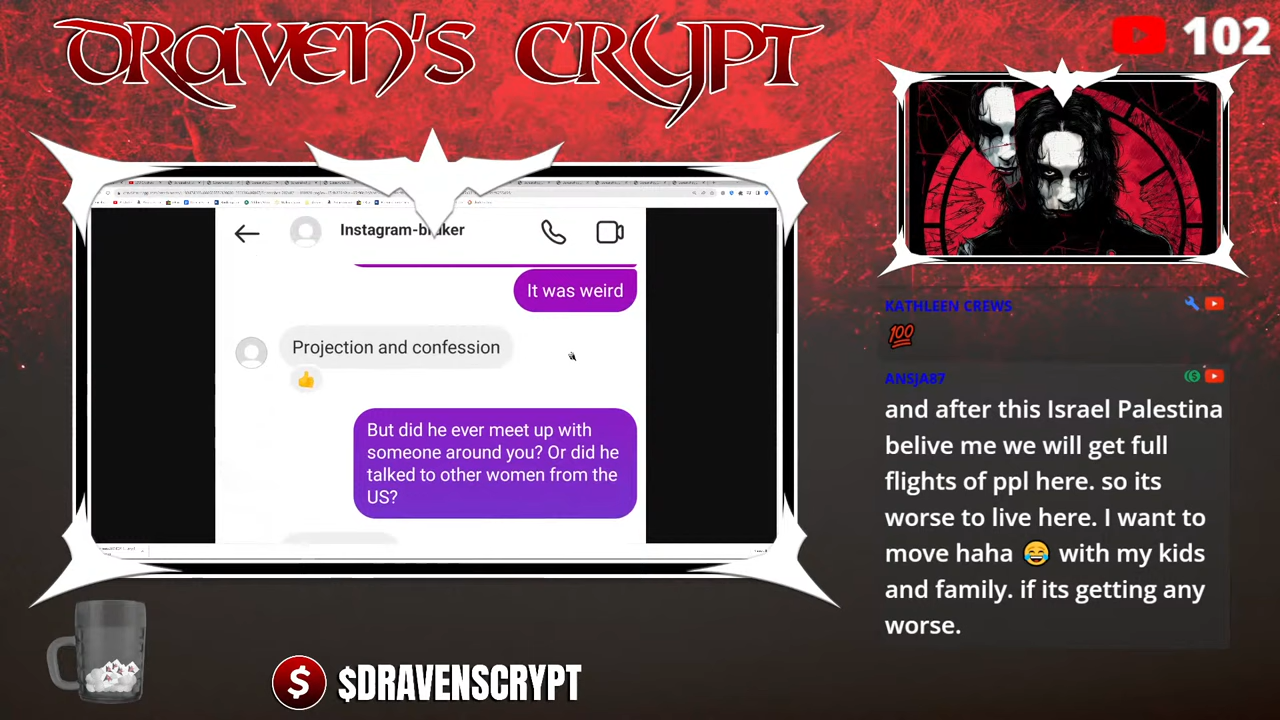 DRAVEN'S CRYPT
102
It was weird
Projection and confession
But did he ever meet up with
someone around you? Or did he
talked to other women from the
US?
KATHLEEN CREWS
💯
ANSJA87
and after this Israel Palestina
belive me we will get full
flights of ppl here. so its
worse to live here. I want to
move haha 😂 with my kids
and family. if its getting any
worse.
$ $DRAVENSCRYPT